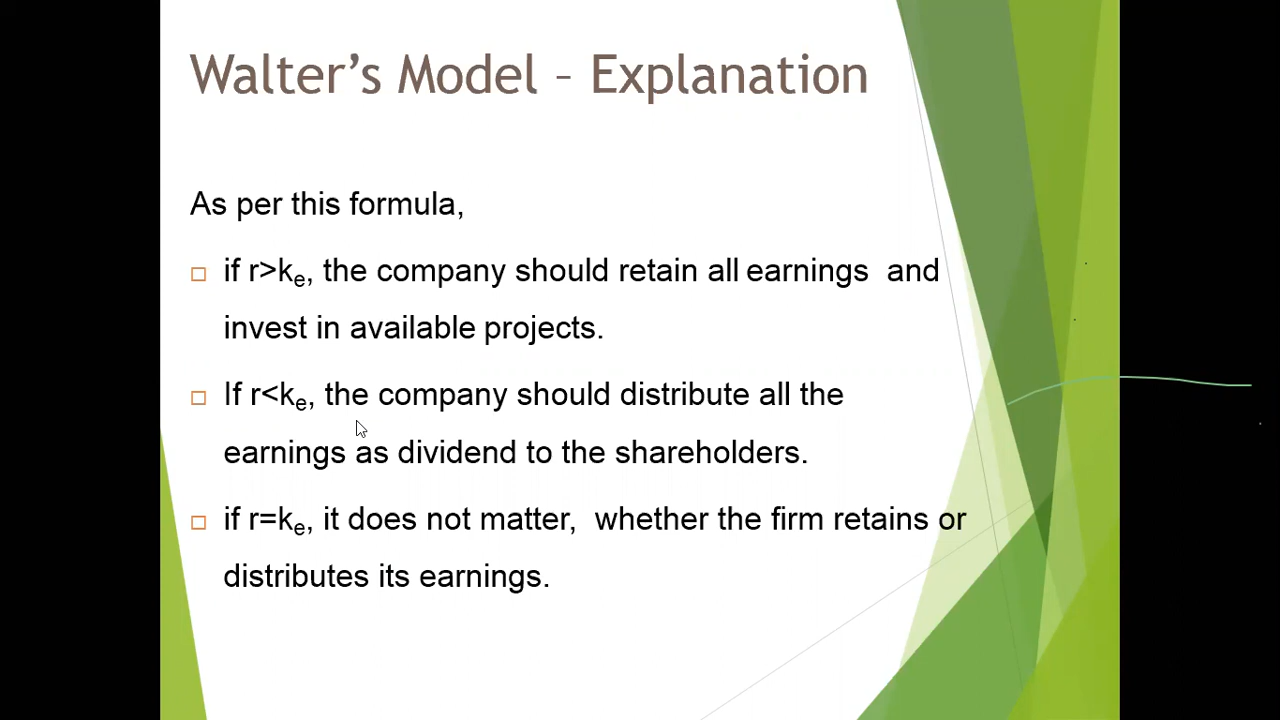 Walter’s Model – Explanation
As per this formula,
if r>ke, the company should retain all earnings and
invest in available projects.
If r<ke, the company should distribute all the
earnings as dividend to the shareholders.
if r=ke, it does not matter, whether the firm retains or
distributes its earnings.